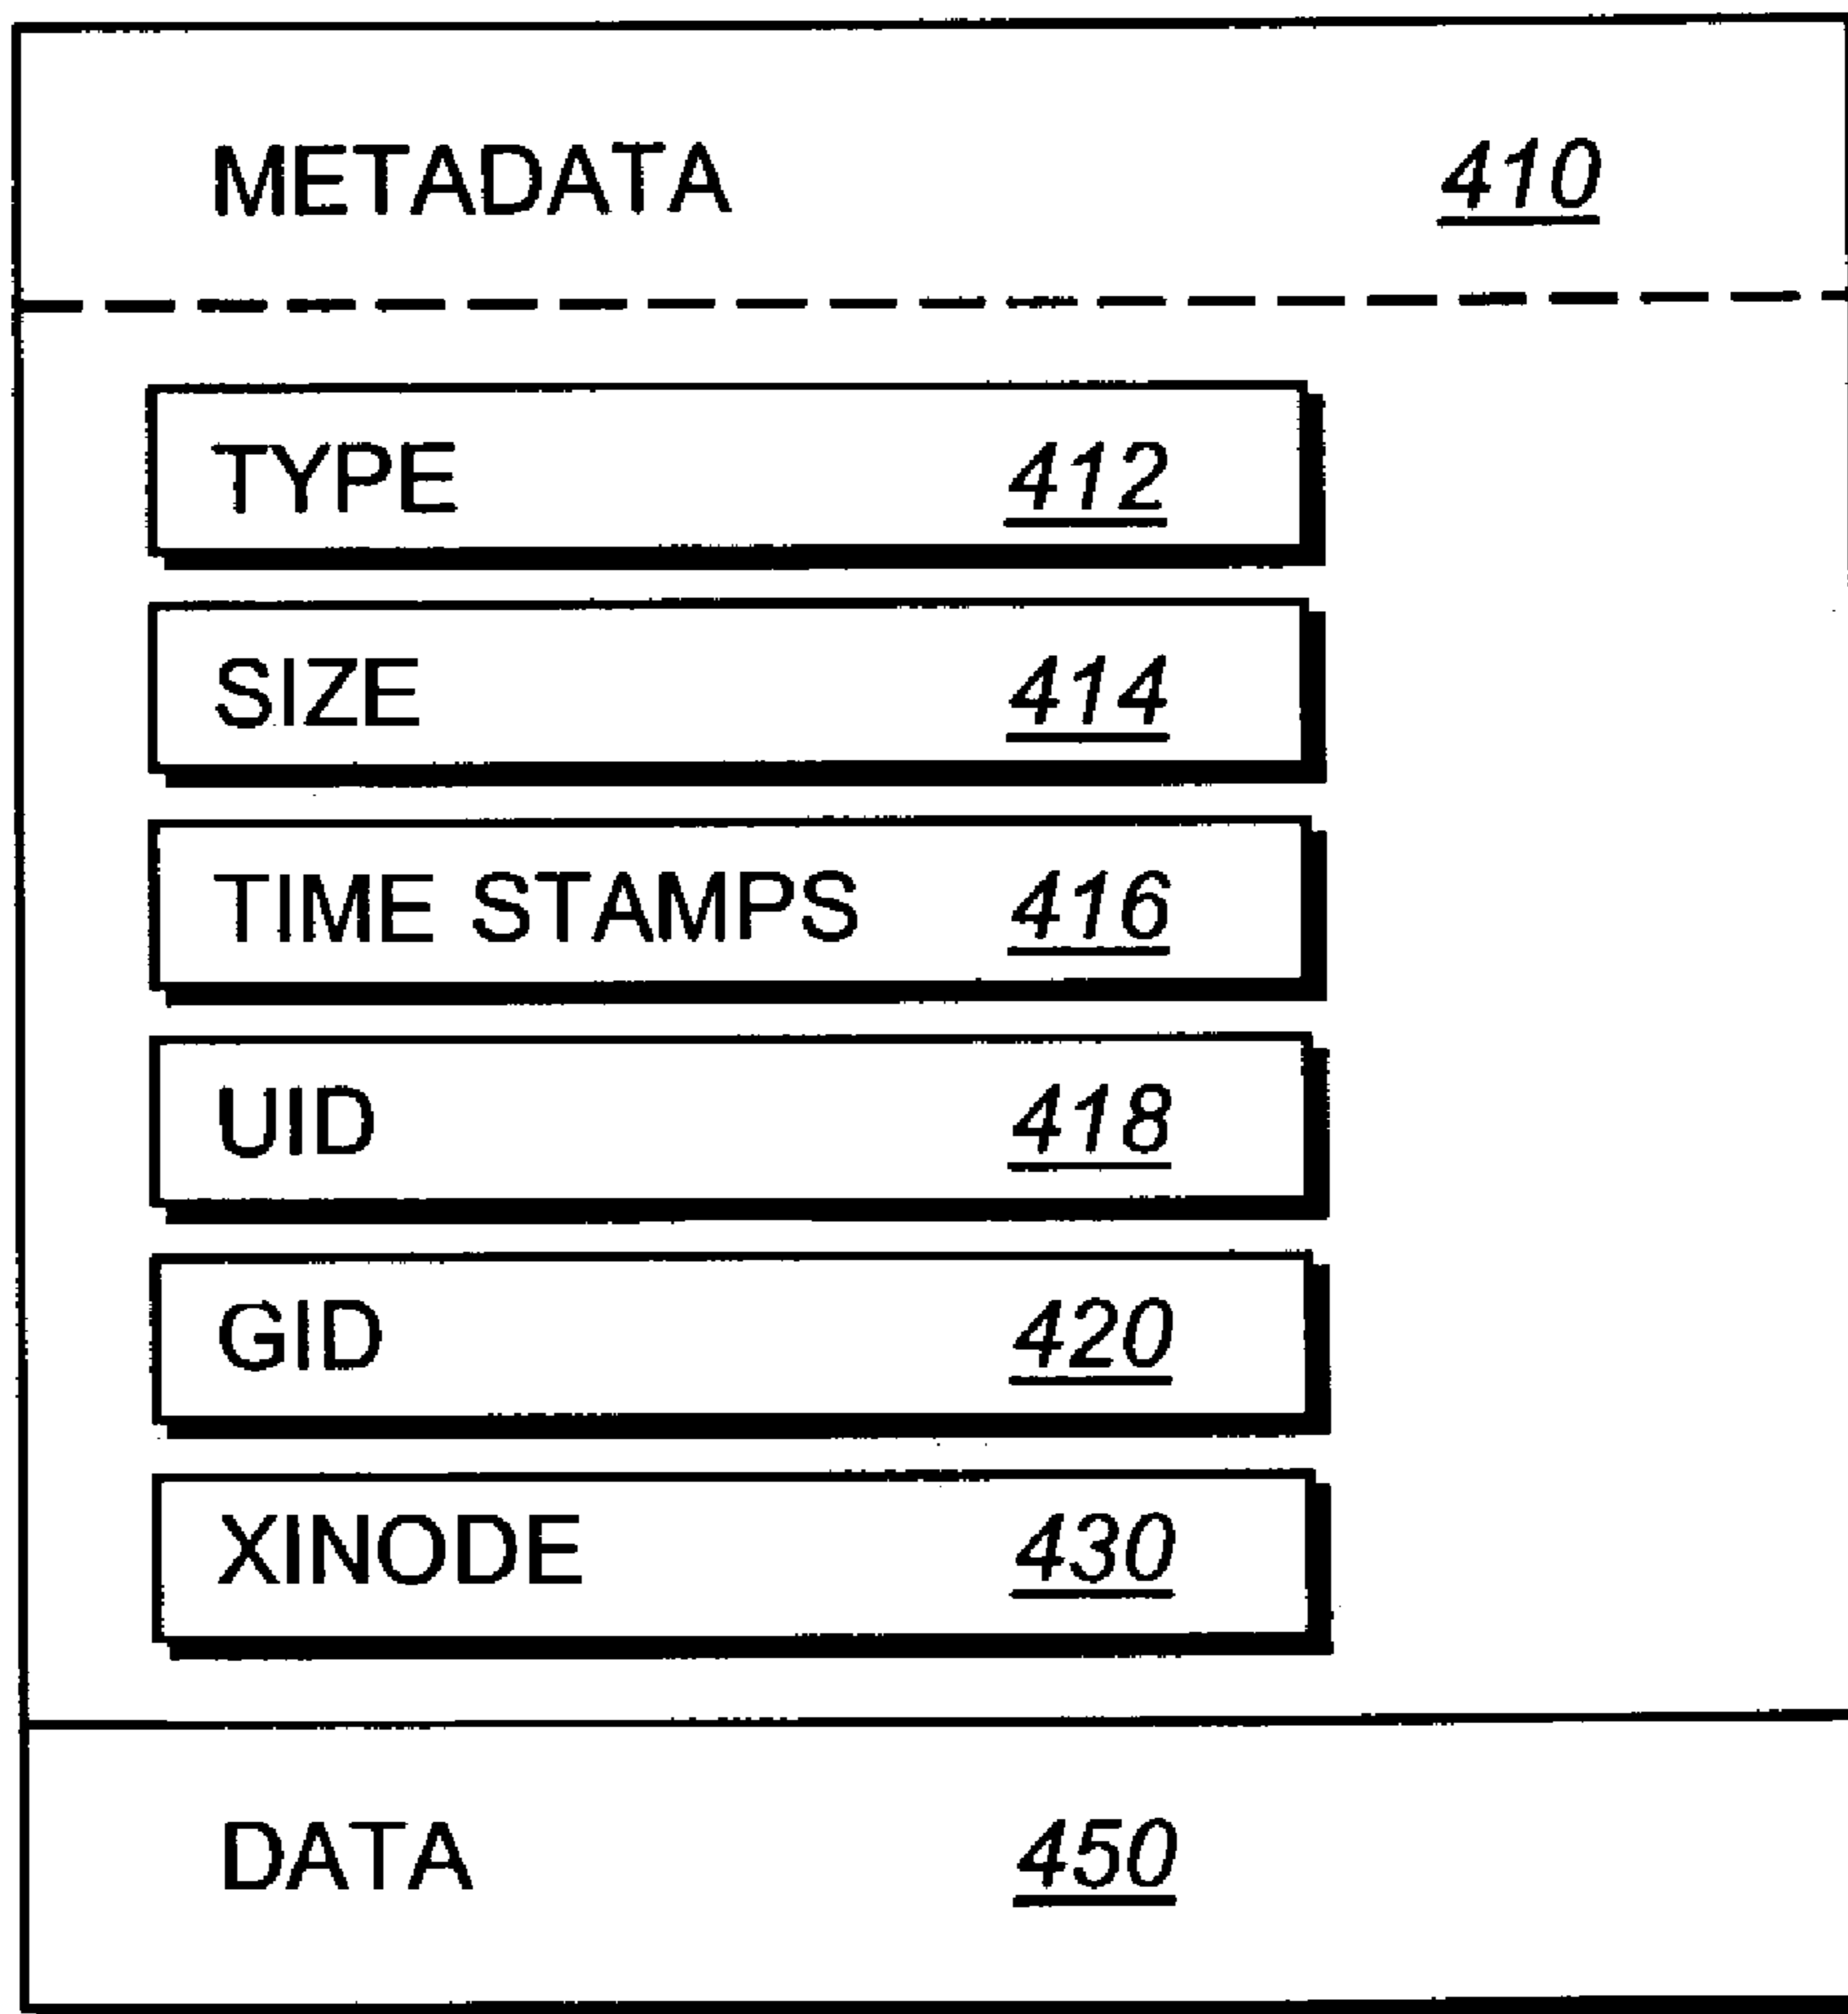 METADATA 410
TYPE 412
SIZE 414
TIME STAMPS 416
UID 418
GID 420
XINODE 430
DATA 450